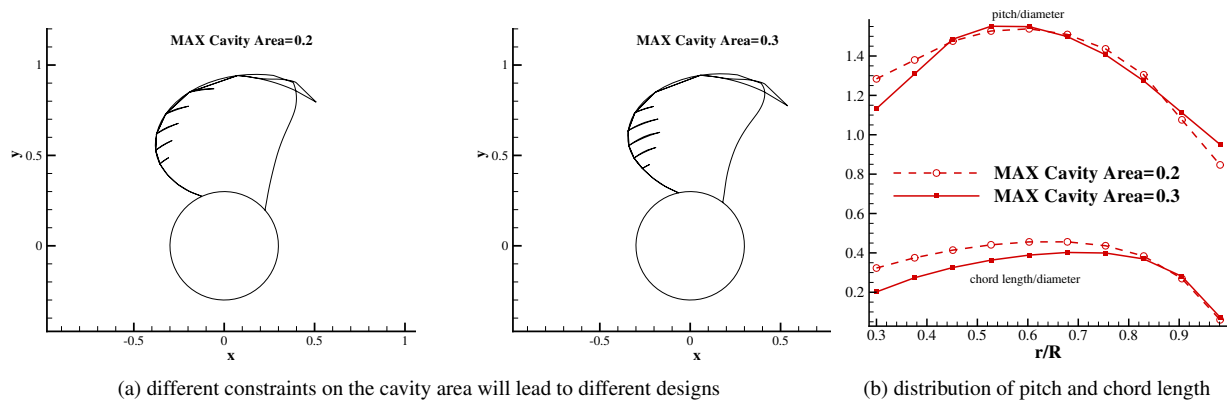 MAX Cavity Area=0.2
1
0.5
0
y
-0.5
0
0.5
1
x
MAX Cavity Area=0.3
1
0.5
0
y
-0.5
0
0.5
x
pitch/diameter
1.4
1.2
1.0
0.8
0.6
0.4
0.2
MAX Cavity Area=0.2
MAX Cavity Area=0.3
chord length/diameter
0.3 0.4 0.5 0.6 0.7 0.8 0.9
r/R
(a) different constraints on the cavity area will lead to different designs
(b) distribution of pitch and chord length